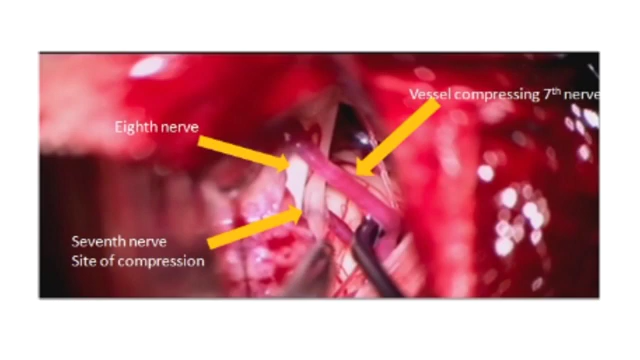 Vessel compressing 7th nerve
Eighth nerve
Seventh nerve
Site of compression